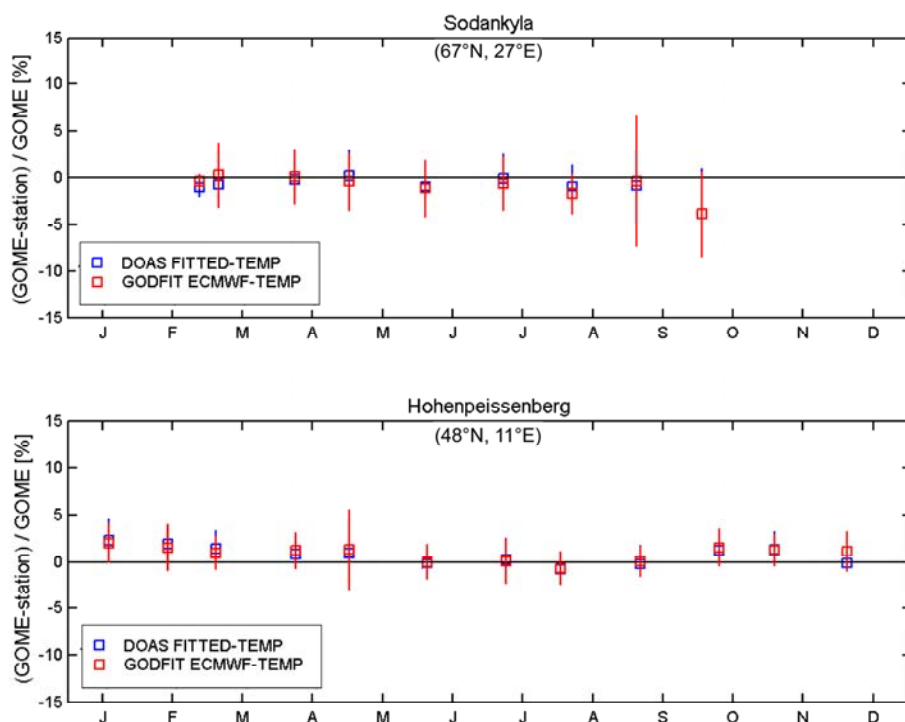 Sodankyla
(67°N, 27°E)
(GOME-station) / GOME [%]
15
10
5
0
-5
-10
-15
DOAS FITTED-TEMP
GODFIT ECMWF-TEMP
J F M A M J J A S O N D
Hohenpeissenberg
(48°N, 11°E)
(GOME-station) / GOME [%]
15
10
5
0
-5
-10
-15
DOAS FITTED-TEMP
GODFIT ECMWF-TEMP
J F M A M J J A S O N D